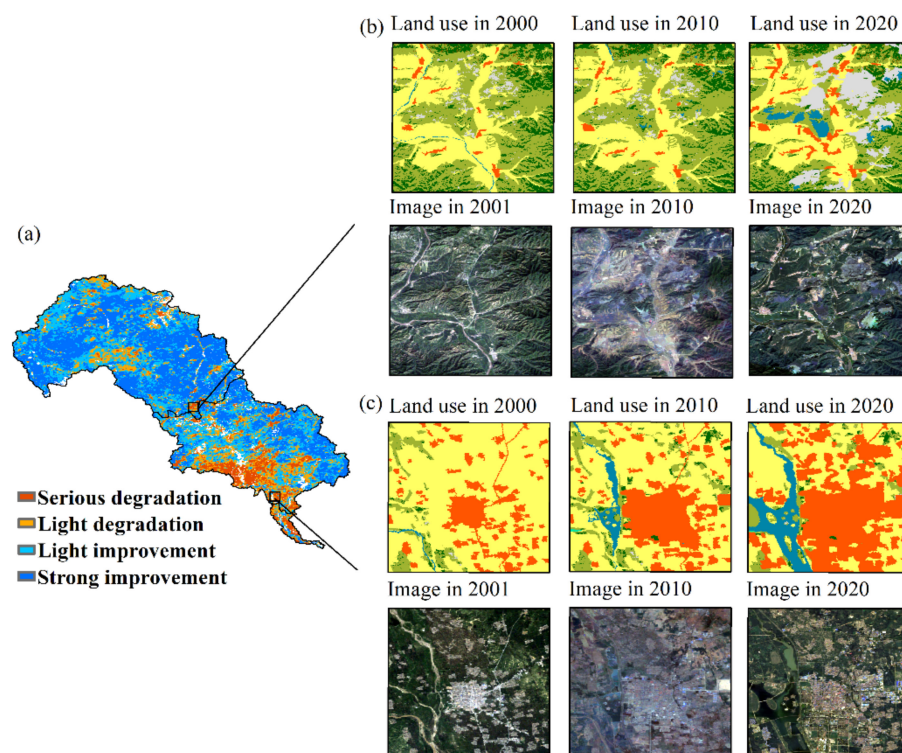 (b)
Land use in 2000
Land use in 2010
Land use in 2020
Image in 2001
Image in 2010
Image in 2020
(a)
Serious degradation
Light degradation
Light improvement
Strong improvement
(c)
Land use in 2000
Land use in 2010
Land use in 2020
Image in 2001
Image in 2010
Image in 2020